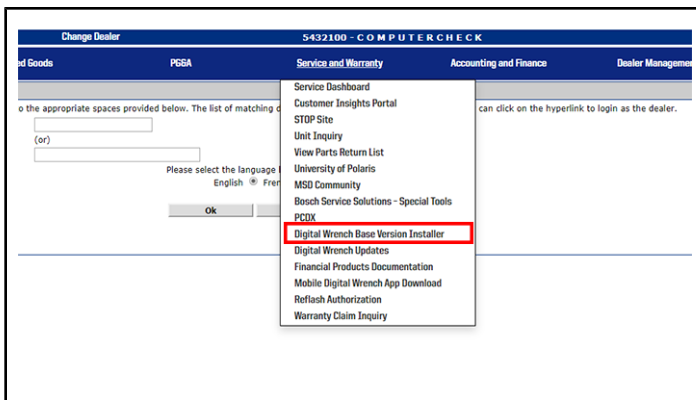 Change Dealer 5432100 - C O M P U T E R C H E C K
ed Goods PG&A Service and Warranty Accounting and Finance Dealer Managemen
Service Dashboard
Customer Insights Portal
o the appropriate spaces provided below. The list of matching d can click on the hyperlink to login as the dealer.
STOP Site
(or)
Unit Inquiry
View Parts Return List
Please select the language l
University of Polaris
English Fren
MSD Community
Bosch Service Solutions - Special Tools
Ok
PCDX
Digital Wrench Base Version Installer
Digital Wrench Updates
Financial Products Documentation
Mobile Digital Wrench App Download
Reflash Authorization
Warranty Claim Inquiry